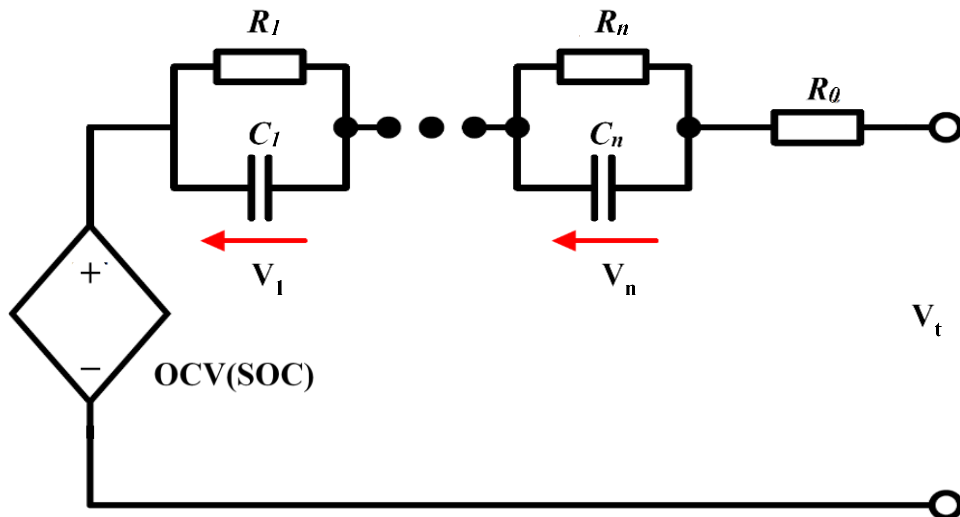 R1
Rn
R0
C1
Cn
V1
Vn
+
Vt
−
OCV(SOC)